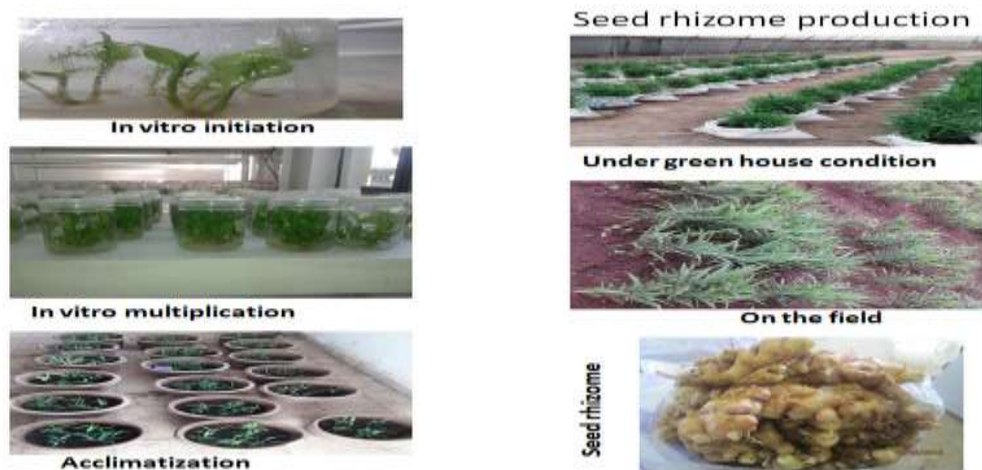 In vitro initiation
In vitro multiplication
Acclimatization
Seed rhizome production
Under green house condition
On the field
Seed rhizome